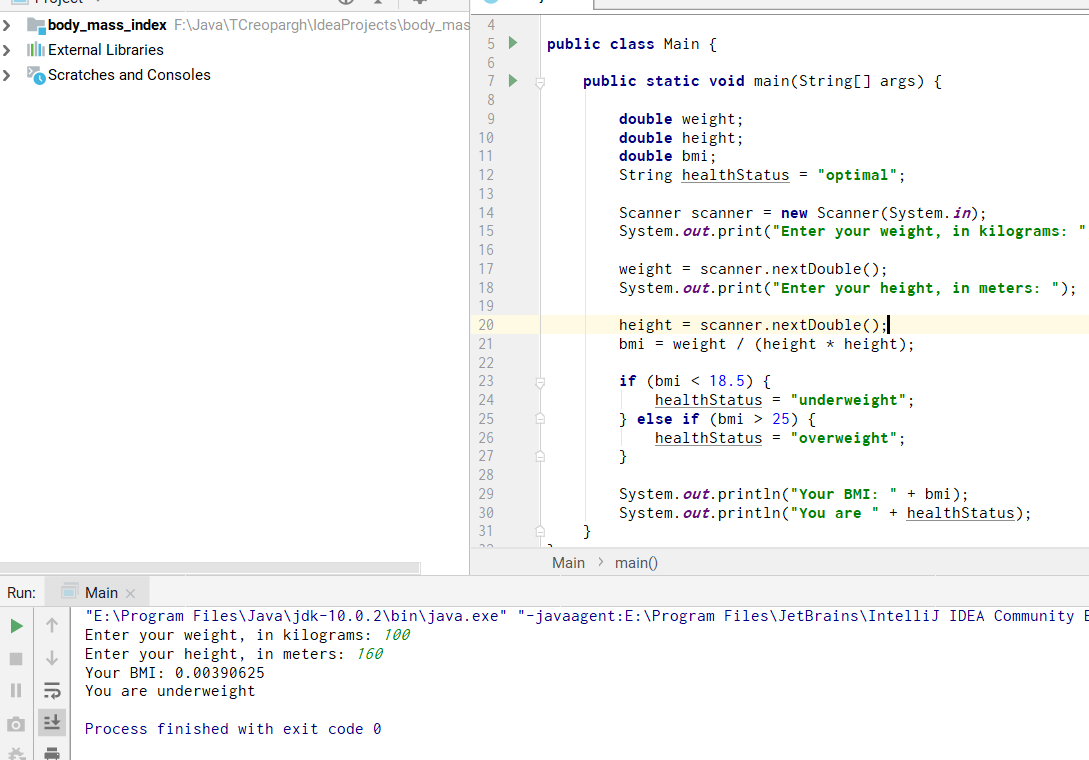 Project
body_mass_index F:\Java\TCreopargh\IdeaProjects\body_mas
External Libraries
Scratches and Consoles
4
5 public class Main {
6
7 public static void main(String[] args) {
8
9 double weight;
10 double height;
11 double bmi;
12 String healthStatus = "optimal";
13
14 Scanner scanner = new Scanner(System.in);
15 System.out.print("Enter your weight, in kilograms: "
16
17 weight = scanner.nextDouble();
18 System.out.print("Enter your height, in meters: ");
19
20 height = scanner.nextDouble();
21 bmi = weight / (height * height);
22
23 if (bmi < 18.5) {
24 healthStatus = "underweight";
25 } else if (bmi > 25) {
26 healthStatus = "overweight";
27 }
28
29 System.out.println("Your BMI: " + bmi);
30 System.out.println("You are " + healthStatus);
31 }
Main > main()
Run: Main ×
"E:\Program Files\Java\jdk-10.0.2\bin\java.exe" "-javaagent:E:\Program Files\JetBrains\IntelliJ IDEA Community E
Enter your weight, in kilograms: 100
Enter your height, in meters: 160
Your BMI: 0.00390625
You are underweight
Process finished with exit code 0